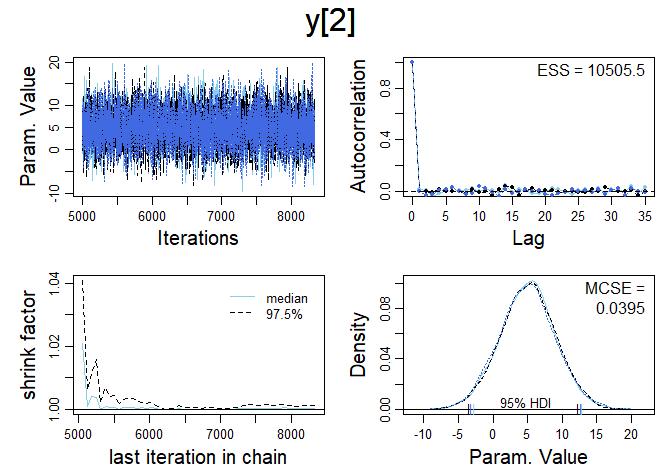 y[2]
Param. Value
20
10
5
0
-10
5000 6000 7000 8000
Iterations
Autocorrelation
ESS = 10505.5
0.8
0.4
0.0
0 5 10 15 20 25 30 35
Lag
shrink factor
1.04
1.02
1.00
median
97.5%
5000 6000 7000 8000
last iteration in chain
Density
MCSE =
0.0395
0.08
0.04
0.00
95% HDI
-10 -5 0 5 10 15 20
Param. Value